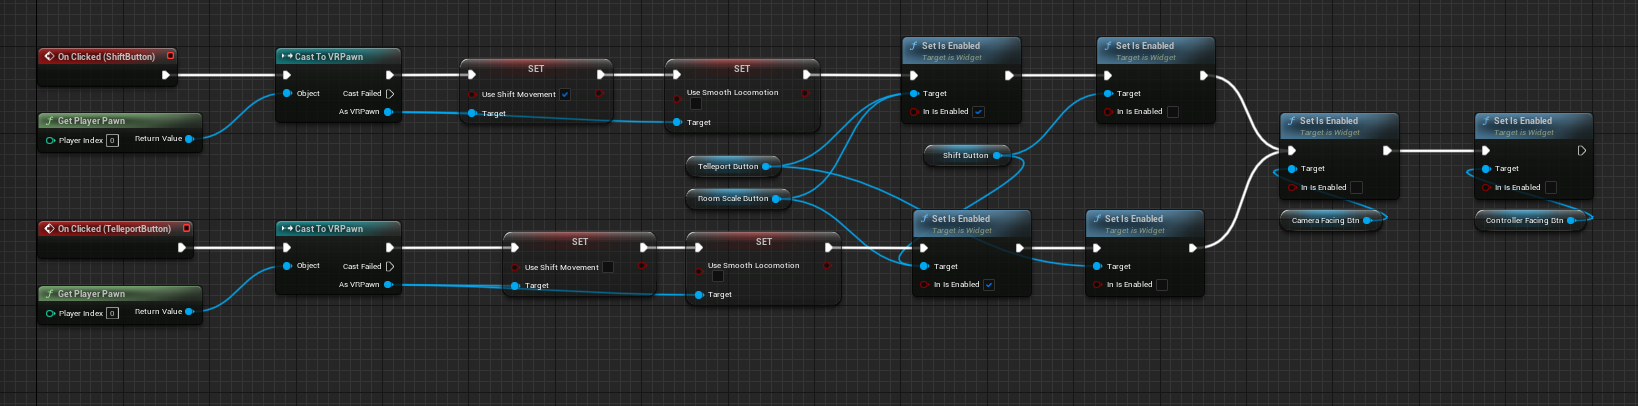 On Clicked (ShiftButton)
Get Player Pawn
Player Index 0
Return Value
Cast To VRPawn
Object
Cast Failed
As VRPawn
SET
Use Shift Movement
Target
SET
Use Smooth Locomotion
Target
Telleport Button
Room Scale Button
Set Is Enabled
Target is Widget
Target
In Is Enabled
Shift Button
Set Is Enabled
Target is Widget
Target
In Is Enabled
On Clicked (TelleportButton)
Get Player Pawn
Player Index 0
Return Value
Cast To VRPawn
Object
Cast Failed
As VRPawn
SET
Use Shift Movement
Target
SET
Use Smooth Locomotion
Target
Set Is Enabled
Target is Widget
Target
In Is Enabled
Set Is Enabled
Target is Widget
Target
In Is Enabled
Set Is Enabled
Target is Widget
Target
In Is Enabled
Camera Facing Btn
Set Is Enabled
Target is Widget
Target
In Is Enabled
Controller Facing Btn